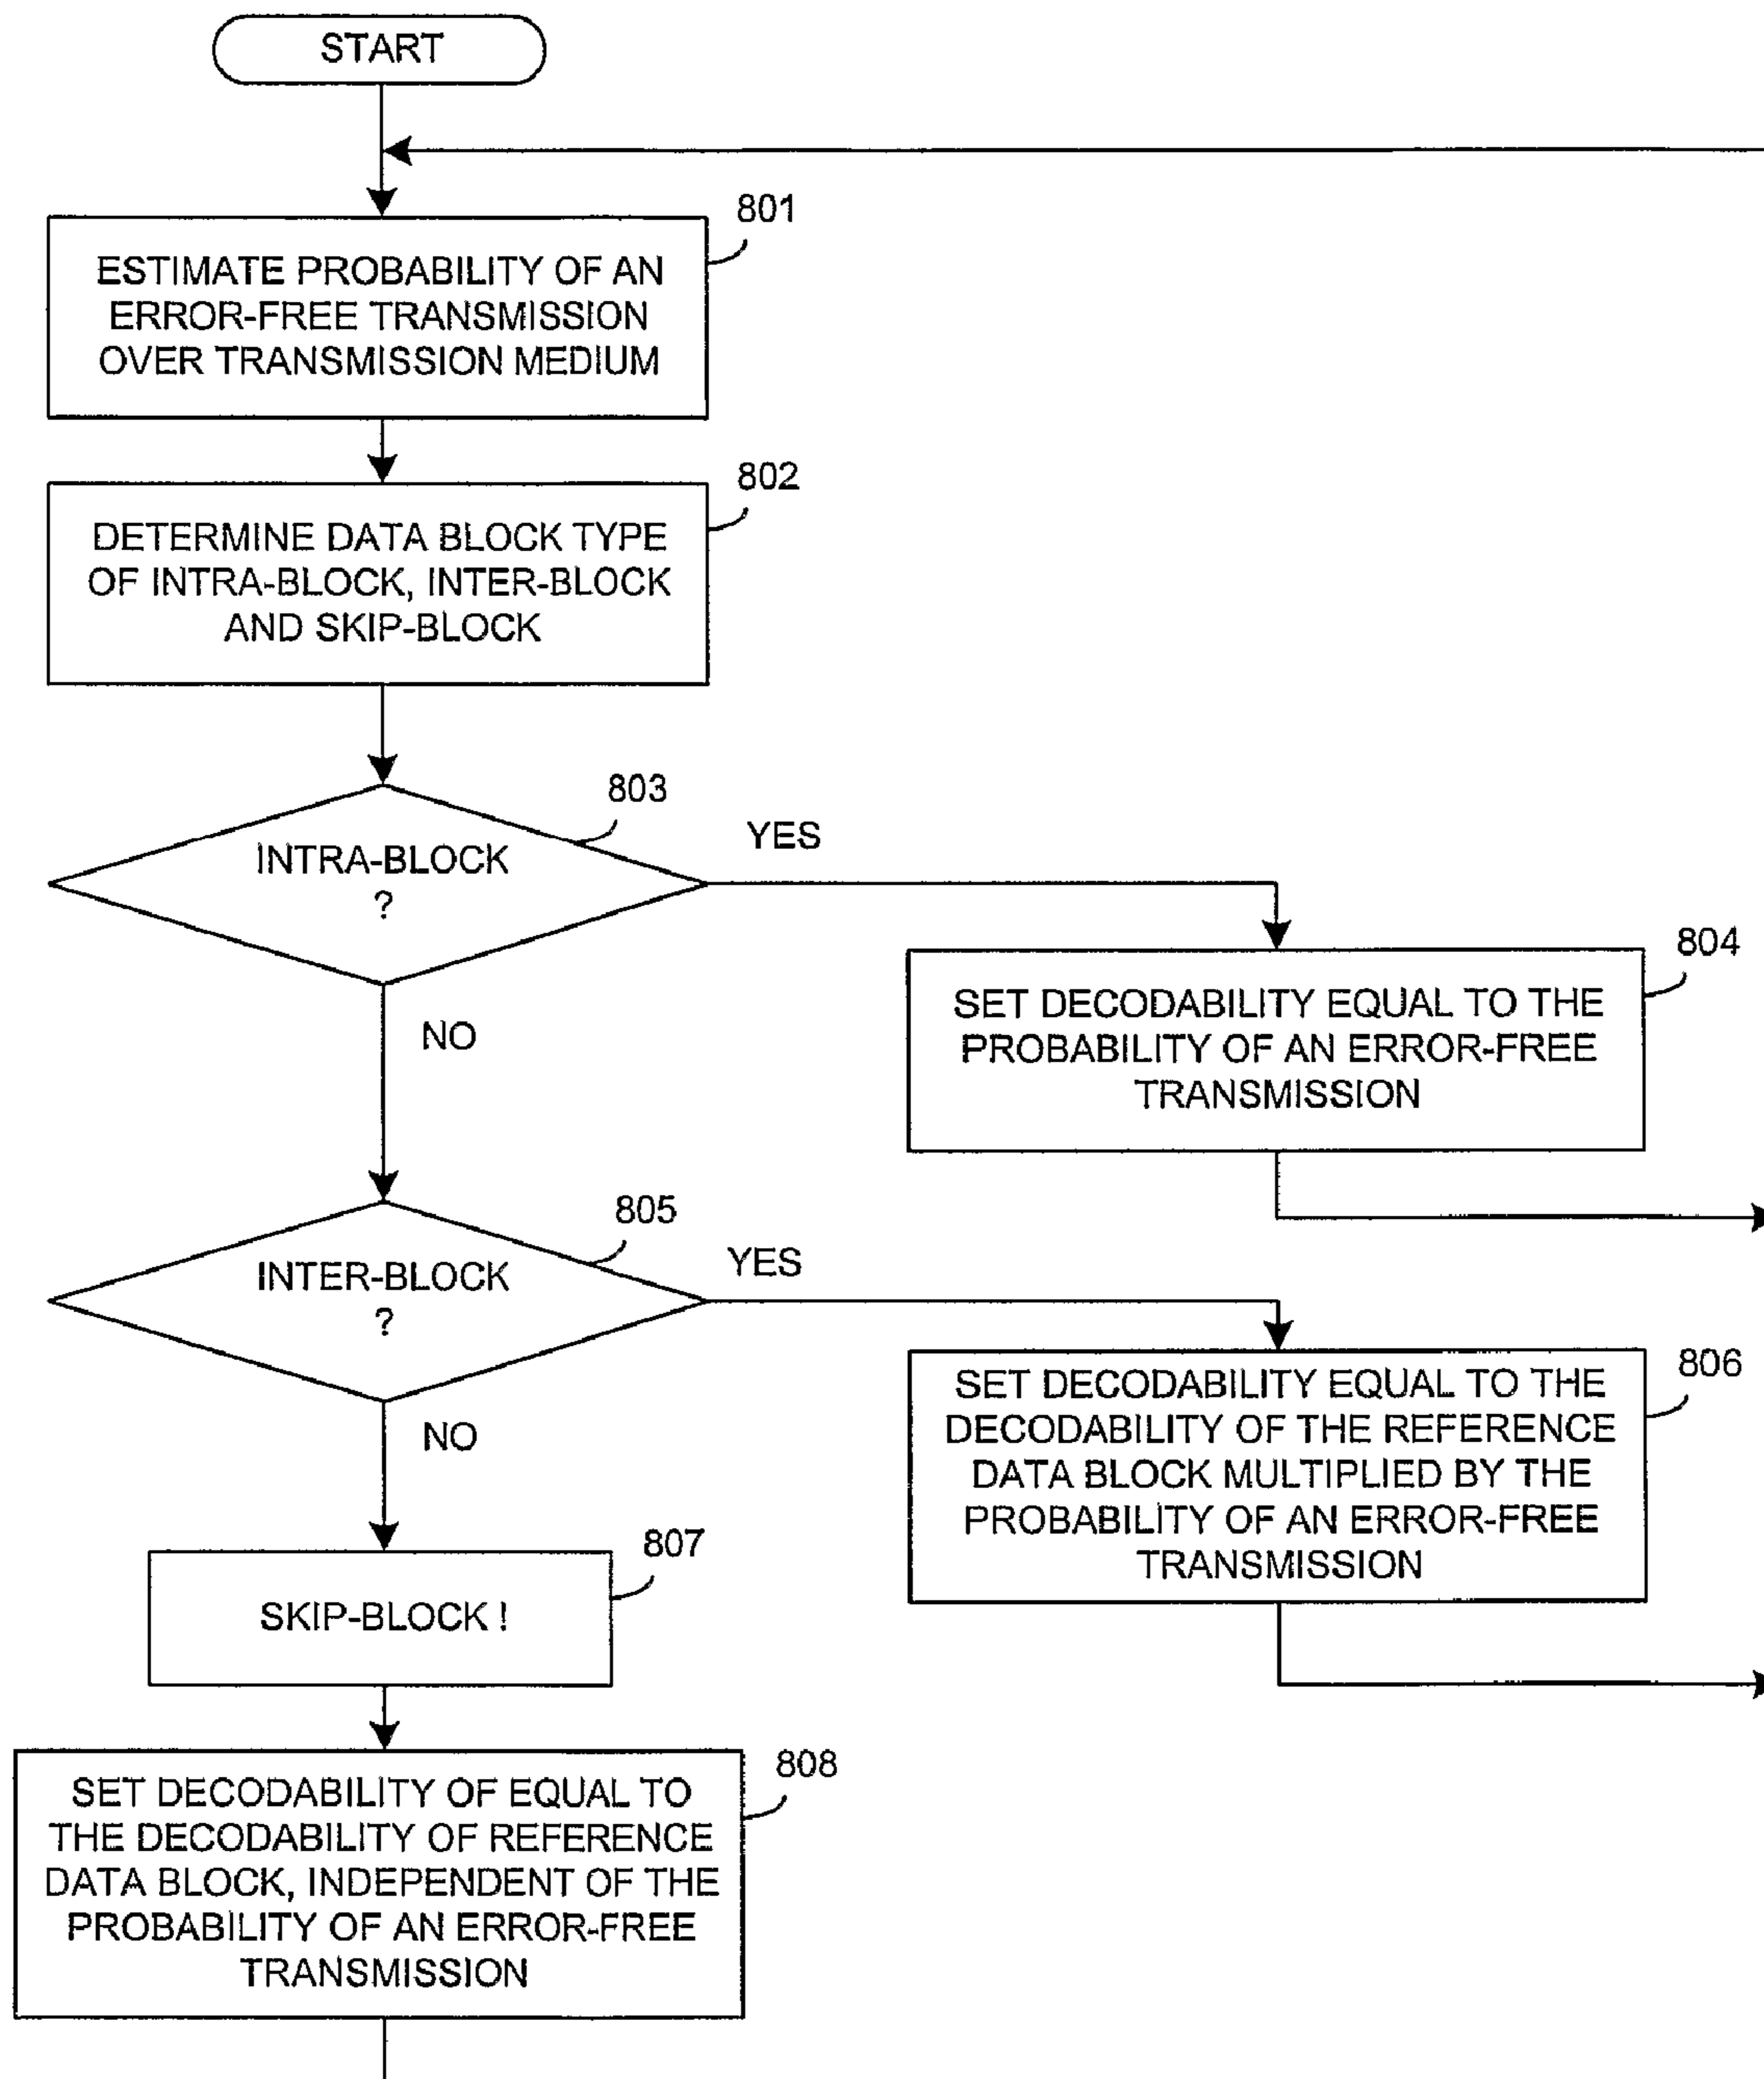 START
801
ESTIMATE PROBABILITY OF AN
ERROR-FREE TRANSMISSION
OVER TRANSMISSION MEDIUM
802
DETERMINE DATA BLOCK TYPE
OF INTRA-BLOCK, INTER-BLOCK
AND SKIP-BLOCK
803
INTRA-BLOCK
?
YES
NO
804
SET DECODABILITY EQUAL TO THE
PROBABILITY OF AN ERROR-FREE
TRANSMISSION
805
INTER-BLOCK
?
YES
NO
806
SET DECODABILITY EQUAL TO THE
DECODABILITY OF THE REFERENCE
DATA BLOCK MULTIPLIED BY THE
PROBABILITY OF AN ERROR-FREE
TRANSMISSION
807
SKIP-BLOCK !
808
SET DECODABILITY OF EQUAL TO
THE DECODABILITY OF REFERENCE
DATA BLOCK, INDEPENDENT OF THE
PROBABILITY OF AN ERROR-FREE
TRANSMISSION